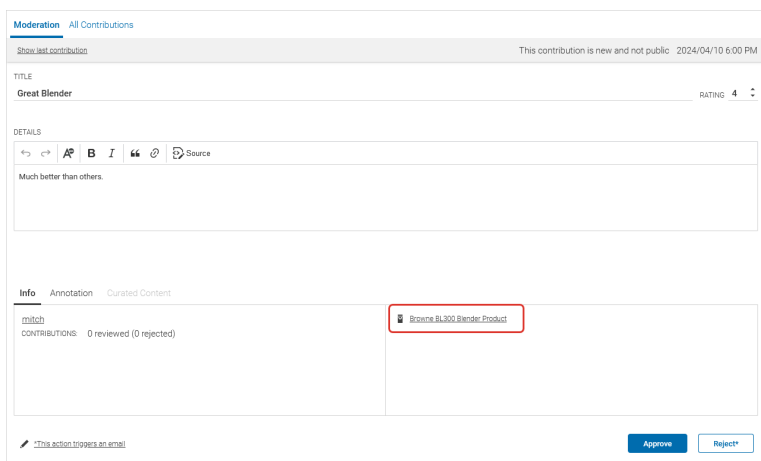 Moderation All Contributions
Show last contribution This contribution is new and not public 2024/04/10 6:00 PM
TITLE
Great Blender RATING 4
DETAILS
B I Source
Much better than others.
Info Annotation Curated Content
mitch Browne BL300 Blender Product
CONTRIBUTIONS: 0 reviewed (0 rejected)
*This action triggers an email Approve Reject*